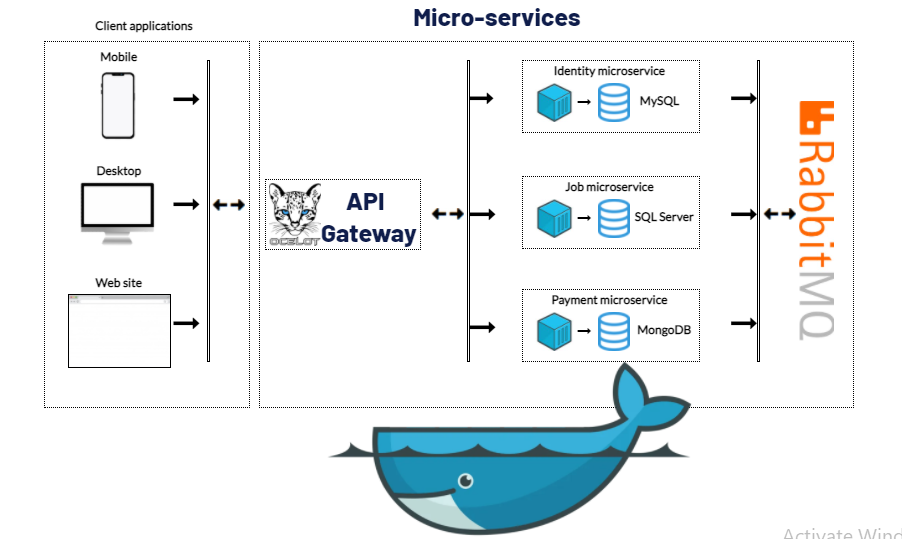 Micro-services
Client applications
Mobile
Desktop
Web site
OCELOT
API
Gateway
Identity microservice
MySQL
Job microservice
SQL Server
Payment microservice
MongoDB
RabbitMQ
Activate Wind